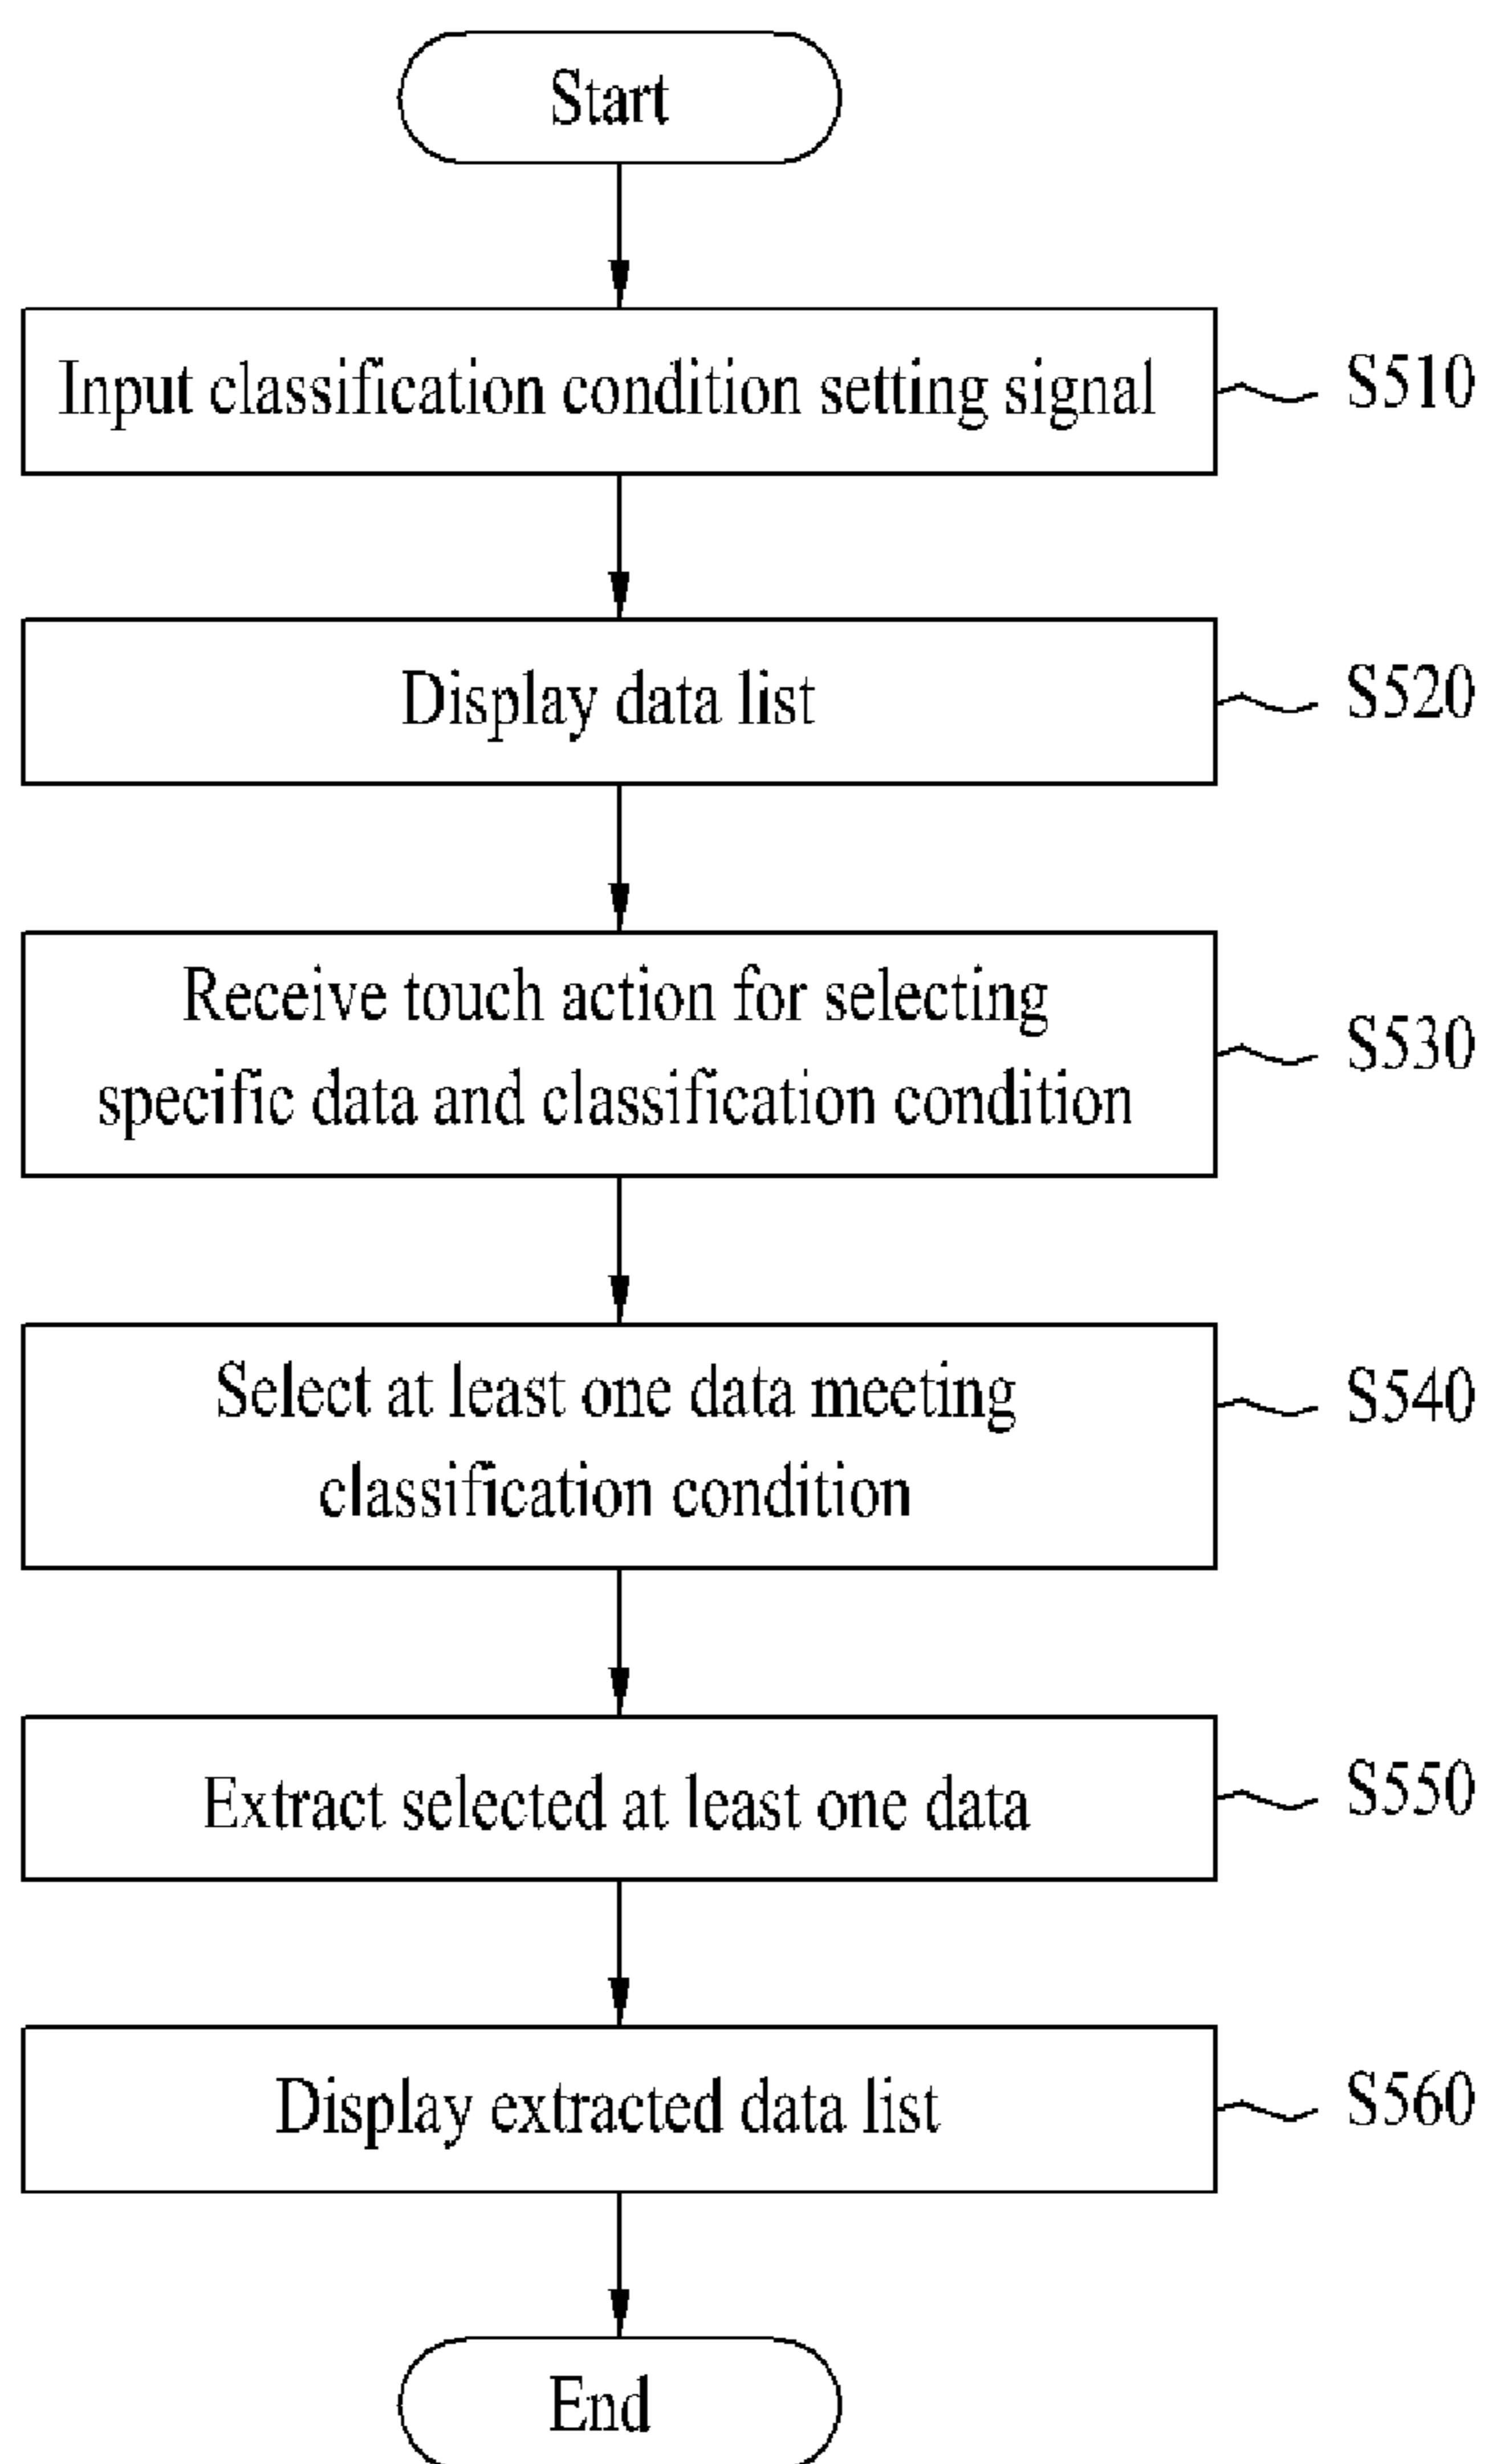 Start
Input classification condition setting signal
S510
Display data list
S520
Receive touch action for selecting
specific data and classification condition
S530
Select at least one data meeting
classification condition
S540
Extract selected at least one data
S550
Display extracted data list
S560
End